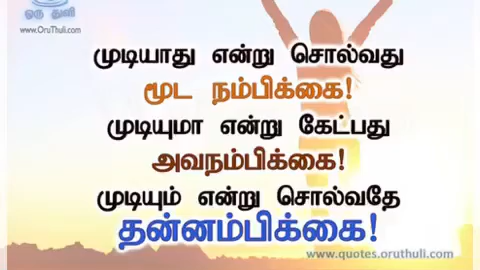 ஒரு துளி
www.OruThuli.com
முடியாது என்று சொல்வது
மூட நம்பிக்கை!
முடியுமா என்று கேட்பது
அவநம்பிக்கை!
முடியும் என்று சொல்வதே
தன்னம்பிக்கை!
www.quotes.oruthuli.com